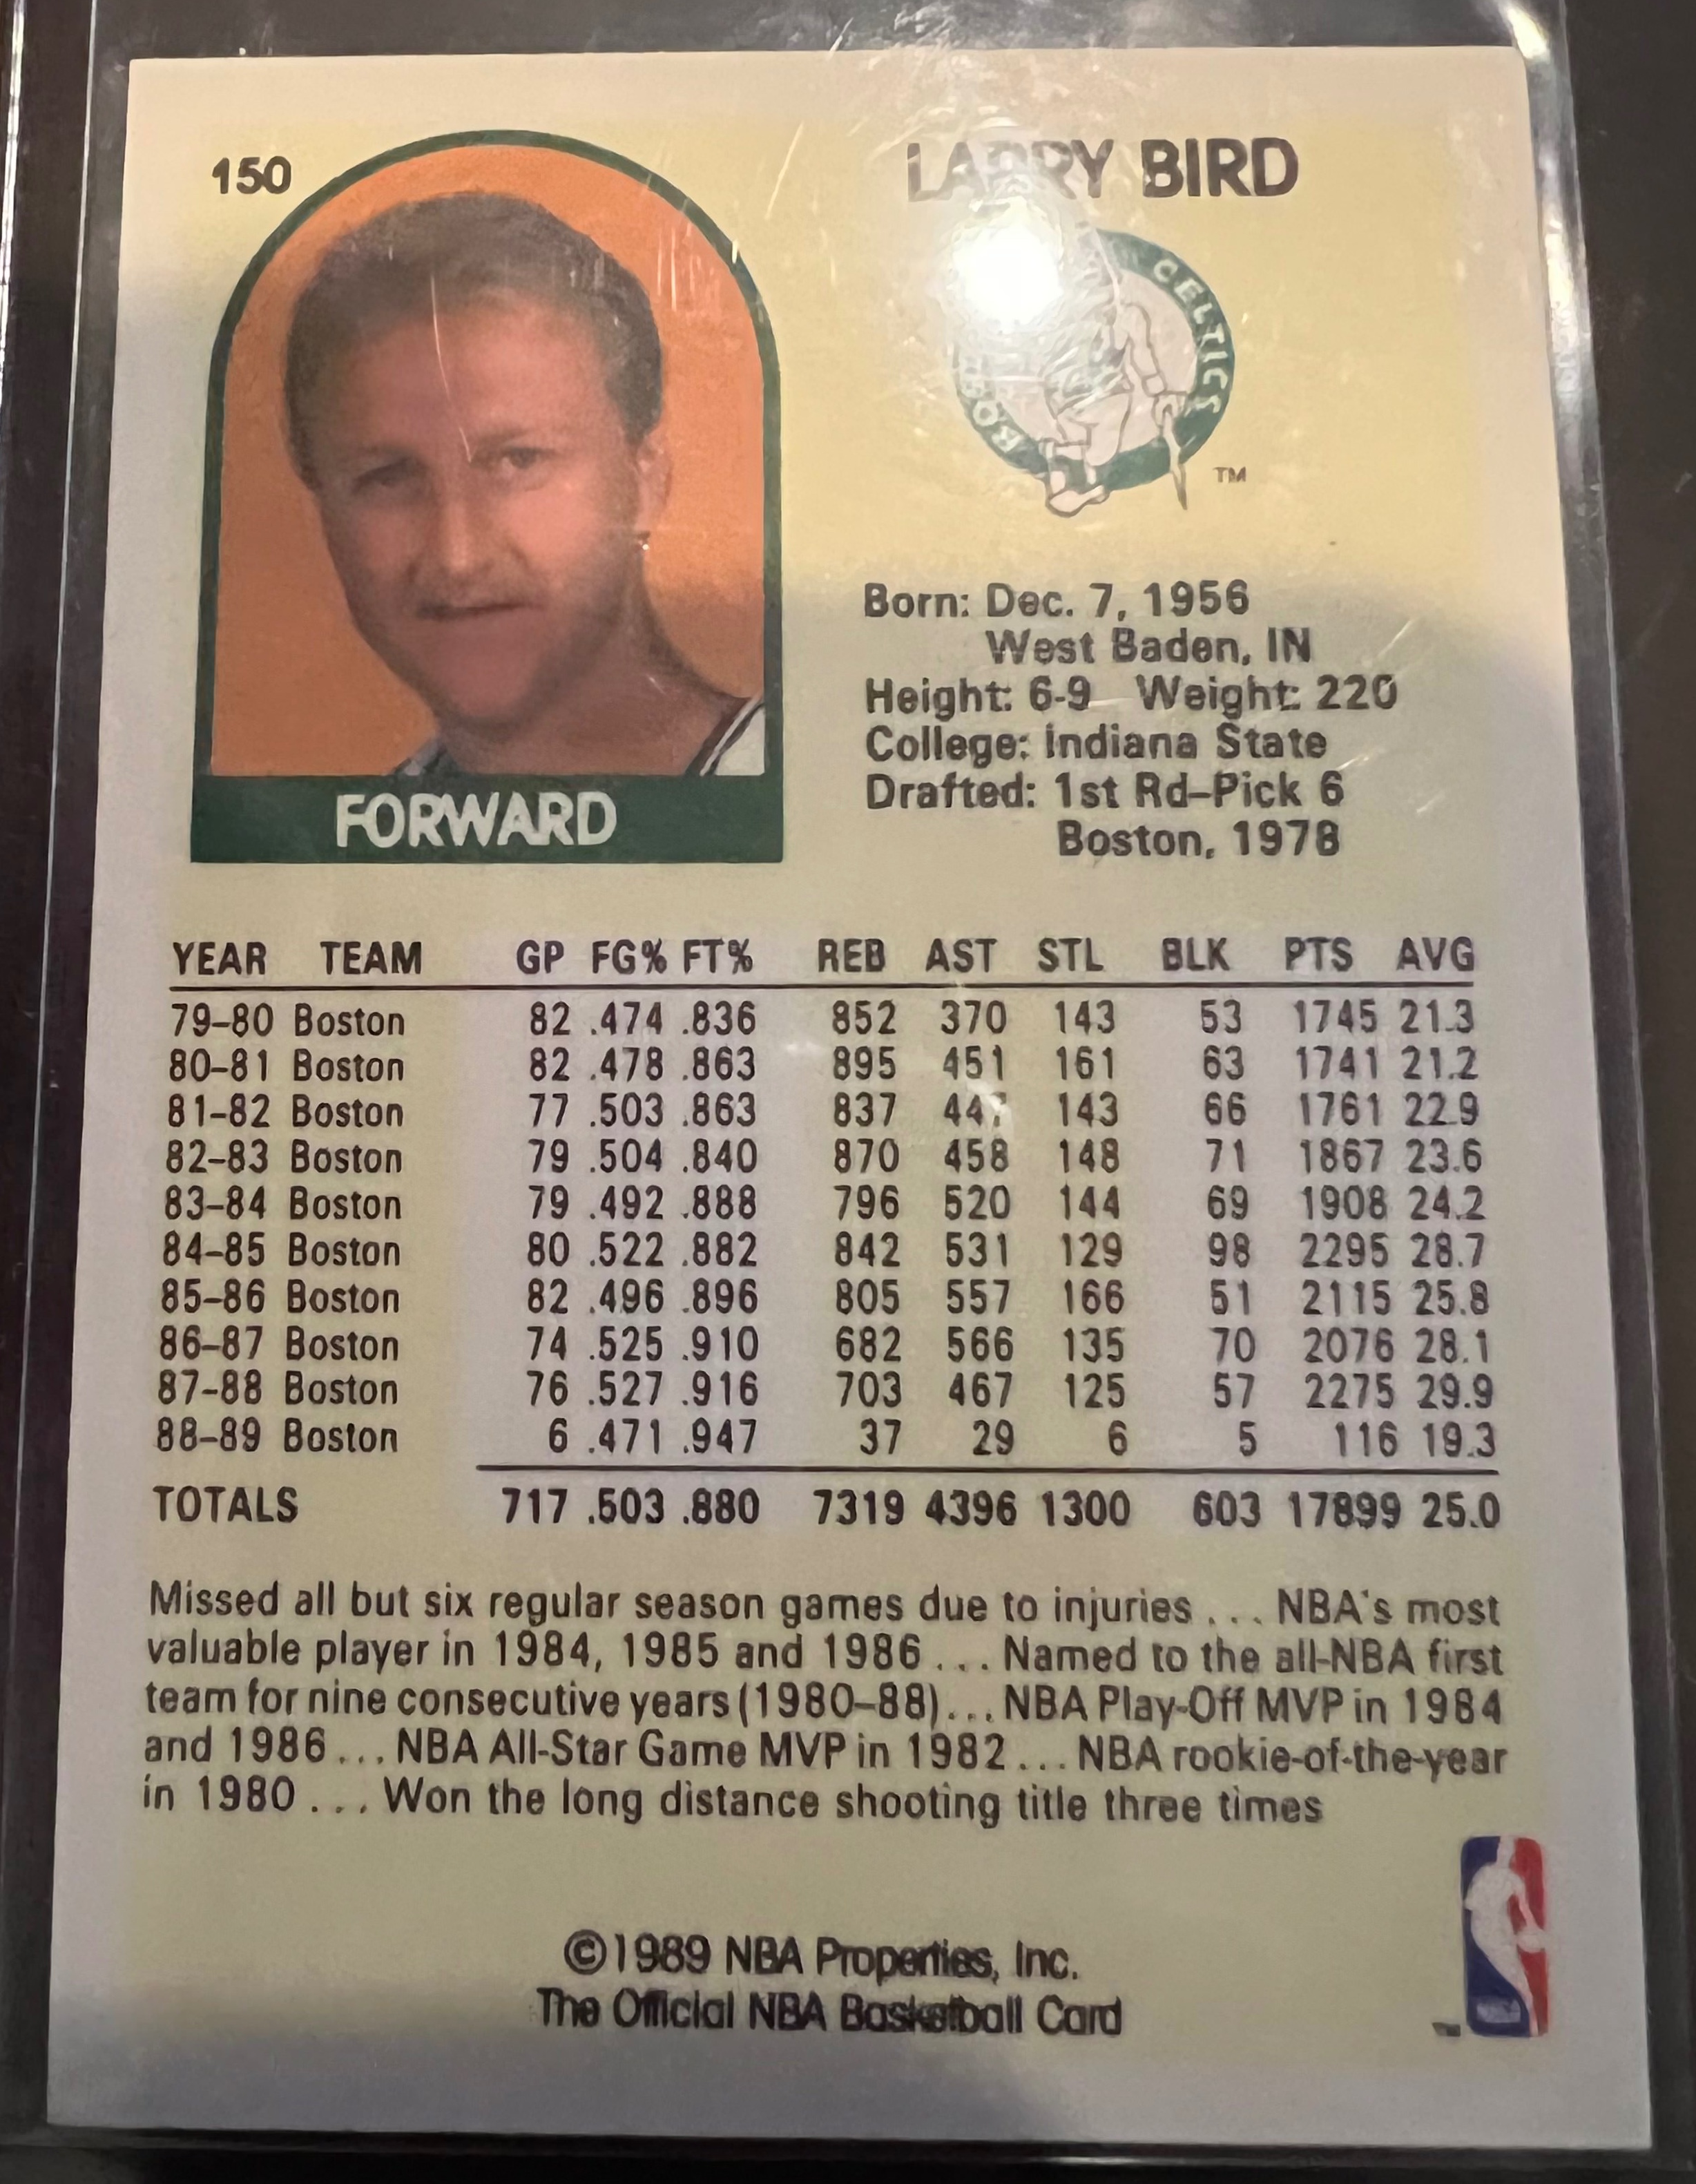 150
LARRY BIRD
CELTICS
TM
Born: Dec. 7, 1956
West Baden, IN
Height: 6-9 Weight: 220
College: Indiana State
Drafted: 1st Rd–Pick 6
Boston, 1978
FORWARD
YEAR TEAM GP FG% FT% REB AST STL BLK PTS AVG
79–80 Boston 82 .474 .836 852 370 143 53 1745 21.3
80–81 Boston 82 .478 .863 895 451 161 63 1741 21.2
81–82 Boston 77 .503 .863 837 447 143 66 1761 22.9
82–83 Boston 79 .504 .840 870 458 148 71 1867 23.6
83–84 Boston 79 .492 .888 796 520 144 69 1908 24.2
84–85 Boston 80 .522 .882 842 531 129 98 2295 28.7
85–86 Boston 82 .496 .896 805 557 166 51 2115 25.8
86–87 Boston 74 .525 .910 682 566 135 70 2076 28.1
87–88 Boston 76 .527 .916 703 467 125 57 2275 29.9
88–89 Boston 6 .471 .947 37 29 6 5 116 19.3
TOTALS 717 .503 .880 7319 4396 1300 603 17899 25.0
Missed all but six regular season games due to injuries . . . NBA's most
valuable player in 1984, 1985 and 1986 . . . Named to the all-NBA first
team for nine consecutive years (1980–88) . . . NBA Play-Off MVP in 1984
and 1986 . . . NBA All-Star Game MVP in 1982 . . . NBA rookie-of-the-year
in 1980 . . . Won the long distance shooting title three times
©1989 NBA Properties, Inc.
The Official NBA Basketball Card